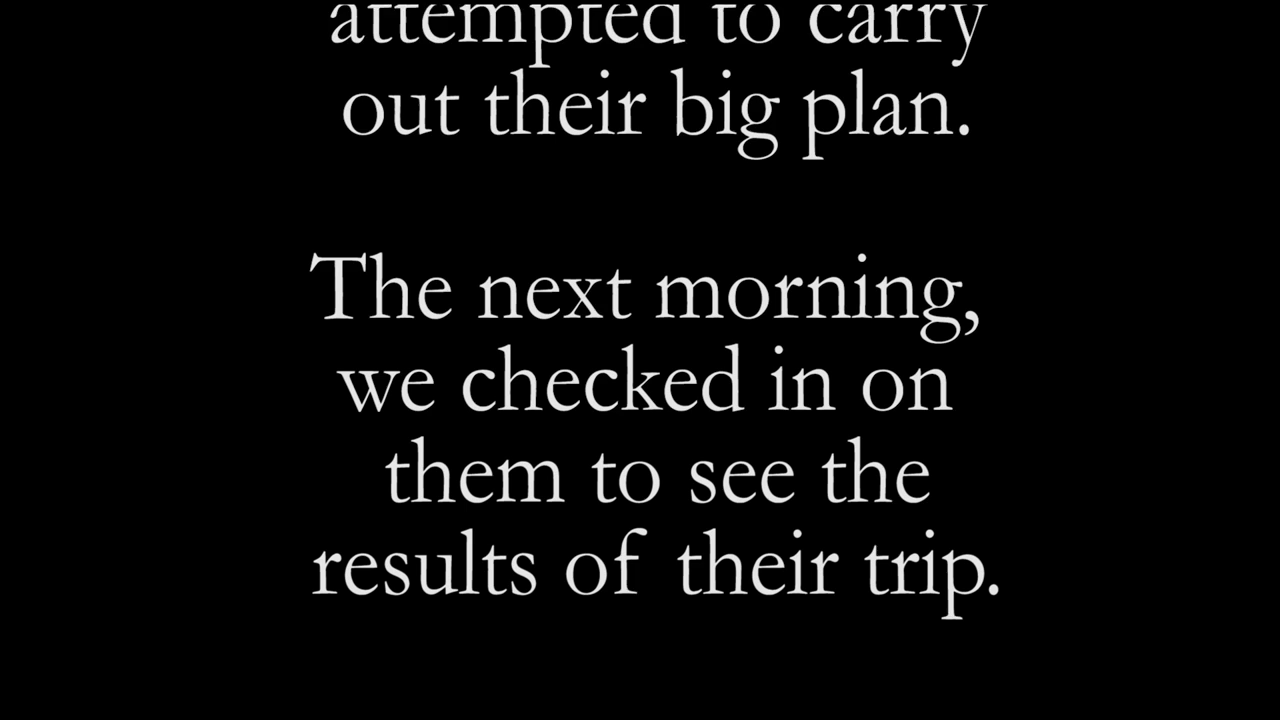 attempted to carry
out their big plan.
The next morning,
we checked in on
them to see the
results of their trip.